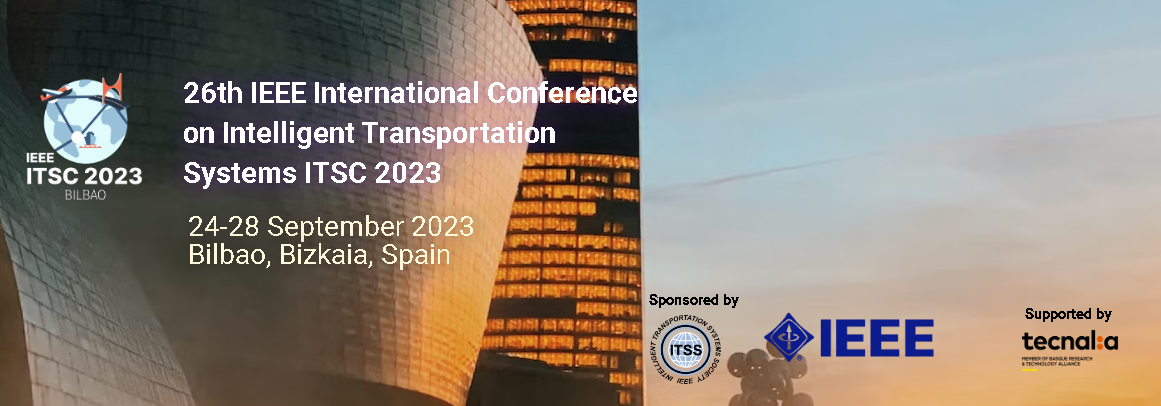 26th IEEE International Conference
on Intelligent Transportation
Systems ITSC 2023
IEEE
ITSC 2023
BILBAO
24-28 September 2023
Bilbao, Bizkaia, Spain
Sponsored by
INTELLIGENT TRANSPORTATION SYSTEMS SOCIETY
ITSS
IEEE
IEEE
Supported by
tecnal:a
MEMBER OF BASQUE RESEARCH
& TECHNOLOGY ALLIANCE